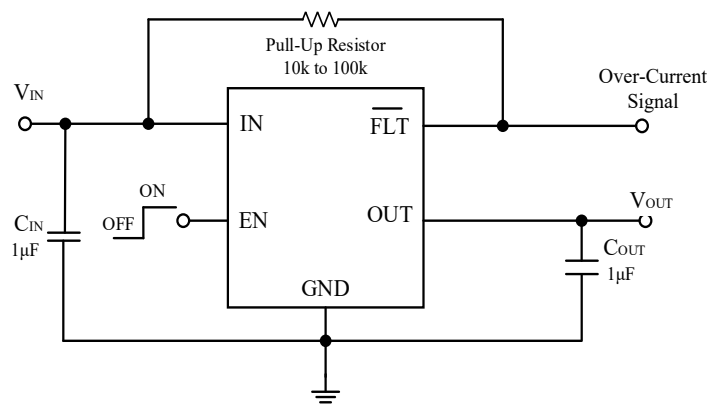 Pull-Up Resistor
10k to 100k
Over-Current
Signal
VIN
IN
FLT
ON
OFF
EN
OUT
VOUT
CIN
1μF
COUT
1μF
GND